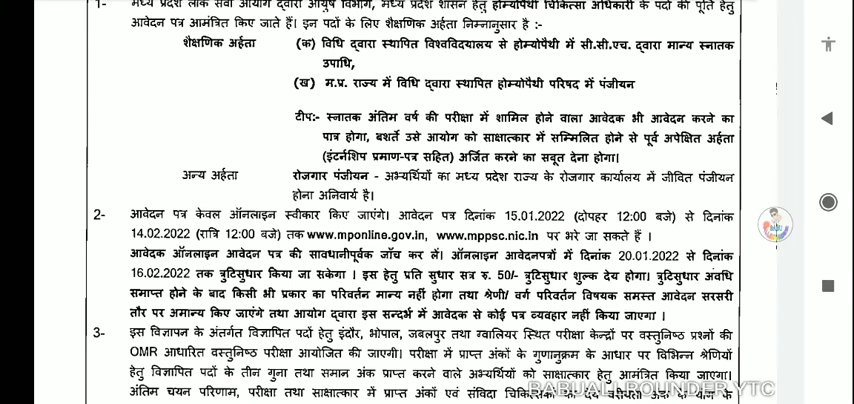 1- मध्य प्रदेश लोक सेवा आयोग द्वारा आयुष विभाग, मध्य प्रदेश शासन हेतु होम्योपैथी चिकित्सा अधिकारी के पदों की पूर्ति हेतु
आवेदन पत्र आमंत्रित किए जाते हैं। इन पदों के लिए शैक्षणिक अर्हता निम्नानुसार है :-
शैक्षणिक अर्हता (क) विधि द्वारा स्थापित विश्वविद्यालय से होम्योपैथी में सी.सी.एच. द्वारा मान्य स्नातक
उपाधि,
(ख) म.प्र. राज्य में विधि द्वारा स्थापित होम्योपैथी परिषद में पंजीयन
टीप:- स्नातक अंतिम वर्ष की परीक्षा में शामिल होने वाला आवेदक भी आवेदन करने का
पात्र होगा, बशर्ते उसे आयोग को साक्षात्कार में सम्मिलित होने से पूर्व अपेक्षित अर्हता
(इंटर्नशिप प्रमाण-पत्र सहित) अर्जित करने का सबूत देना होगा।
अन्य अर्हता रोजगार पंजीयन - अभ्यर्थियों का मध्य प्रदेश राज्य के रोजगार कार्यालय में जीवित पंजीयन
होना अनिवार्य है।
2- आवेदन पत्र केवल ऑनलाइन स्वीकार किए जाएंगे। आवेदन पत्र दिनांक 15.01.2022 (दोपहर 12:00 बजे) से दिनांक
14.02.2022 (रात्रि 12:00 बजे) तक www.mponline.gov.in, www.mppsc.nic.in पर भरे जा सकते हैं ।
आवेदक ऑनलाइन आवेदन पत्र की सावधानीपूर्वक जाँच कर लें। ऑनलाइन आवेदनपत्रों में दिनांक 20.01.2022 से दिनांक
16.02.2022 तक त्रुटिसुधार किया जा सकेगा । इस हेतु प्रति सुधार सत्र रु. 50/- त्रुटिसुधार शुल्क देय होगा। त्रुटिसुधार अवधि
समाप्त होने के बाद किसी भी प्रकार का परिवर्तन मान्य नहीं होगा तथा श्रेणी/ वर्ग परिवर्तन विषयक समस्त आवेदन सरसरी
तौर पर अमान्य किए जाएंगे तथा आयोग द्वारा इस सन्दर्भ में आवेदक से कोई पत्र व्यवहार नहीं किया जाएगा ।
3- इस विज्ञापन के अंतर्गत विज्ञापित पदों हेतु इंदौर, भोपाल, जबलपुर तथा ग्वालियर स्थित परीक्षा केन्द्रों पर वस्तुनिष्ठ प्रश्नों की
OMR आधारित वस्तुनिष्ठ परीक्षा आयोजित की जाएगी। परीक्षा में प्राप्त अंकों के गुणानुक्रम के आधार पर विभिन्न श्रेणियों
हेतु विज्ञापित पदों के तीन गुना तथा समान अंक प्राप्त करने वाले अभ्यर्थियों को साक्षात्कार हेतु आमंत्रित किया जाएगा।
अंतिम चयन परिणाम, परीक्षा तथा साक्षात्कार में प्राप्त अंकों एवं संविदा
RABUALI ROUNDER YTC